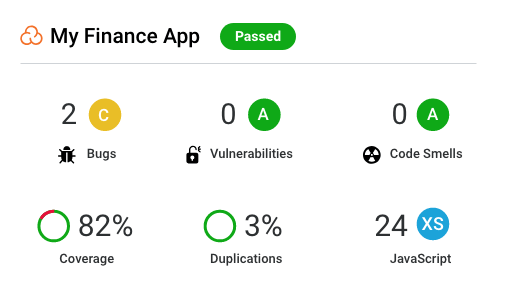 My Finance App Passed
2 C 0 A 0 A
Bugs Vulnerabilities Code Smells
82% 3% 24 XS
Coverage Duplications JavaScript